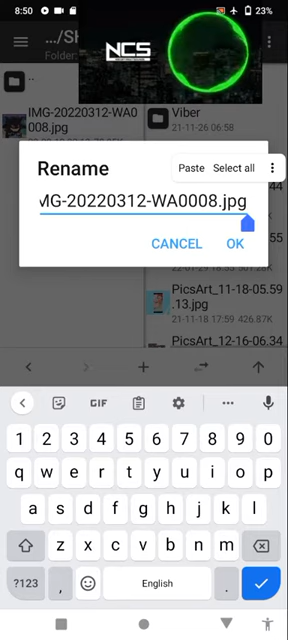 8:50
23%
.../SH
Folder:
NCS
..
IMG-20220312-WA0
008.jpg
Viber
21-11-26 06:58
Rename
Paste Select all
MG-20220312-WA0008.jpg
CANCEL OK
PicsArt_11-18-05.59
.13.jpg
21-11-18 17:59 426.87K
PicsArt_12-16-06.34
GIF
1 2 3 4 5 6 7 8 9 0
q w e r t y u i o p
a s d f g h j k l
z x c v b n m
?123 , English .